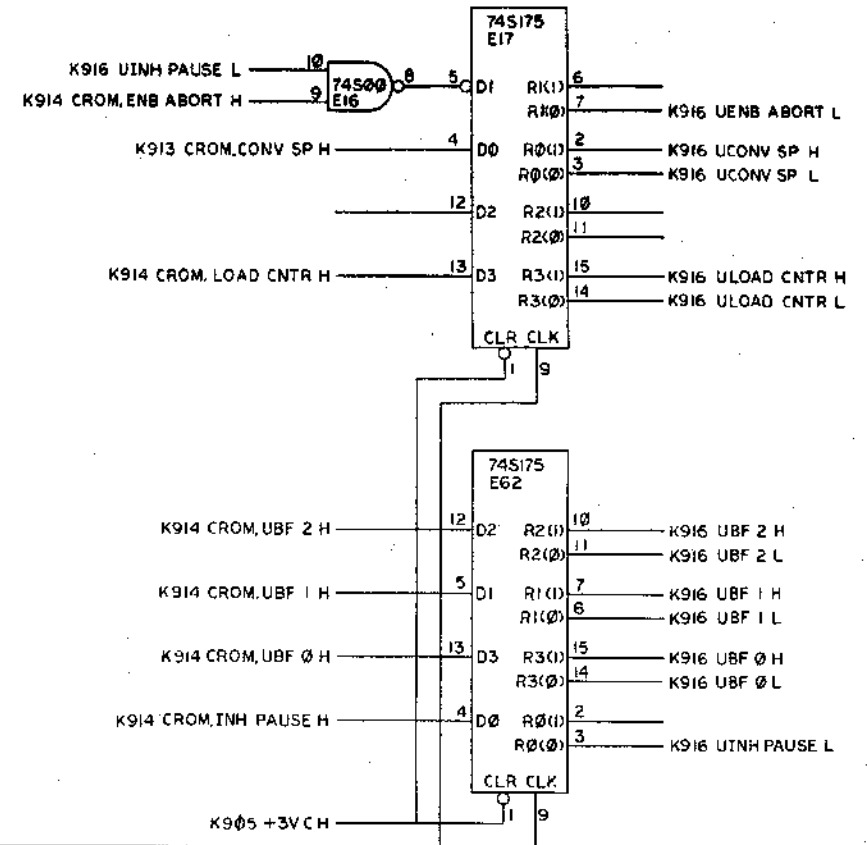 74S175
E17
K916 UINH PAUSE L 10
74S00
E16
8 5 D1 R1(1) 6
K914 CROM,ENB ABORT H 9
R1(0) 7 K916 UENB ABORT L
K913 CROM,CONV SP H 4 DØ RØ(1) 2 K916 UCONV SP H
RØ(Ø) 3 K916 UCONV SP L
12 D2 R2(1) 1Ø
R2(Ø) 11
K914 CROM, LOAD CNTR H 13 D3 R3(1) 15 K916 ULOAD CNTR H
R3(Ø) 14 K916 ULOAD CNTR L
CLR CLK
1 9
74S175
E62
K914 CROM,UBF 2 H 12 D2 R2(1) 1Ø K916 UBF 2 H
R2(Ø) 11 K916 UBF 2 L
K914 CROM,UBF 1 H 5 D1 R1(1) 7 K916 UBF 1 H
R1(Ø) 6 K916 UBF 1 L
K914 CROM,UBF Ø H 13 D3 R3(1) 15 K916 UBF Ø H
R3(Ø) 14 K916 UBF Ø L
K914 CROM,INH PAUSE H 4 DØ RØ(1) 2
RØ(Ø) 3 K916 UINH PAUSE L
CLR CLK
K9Ø5 +3V C H 1 9